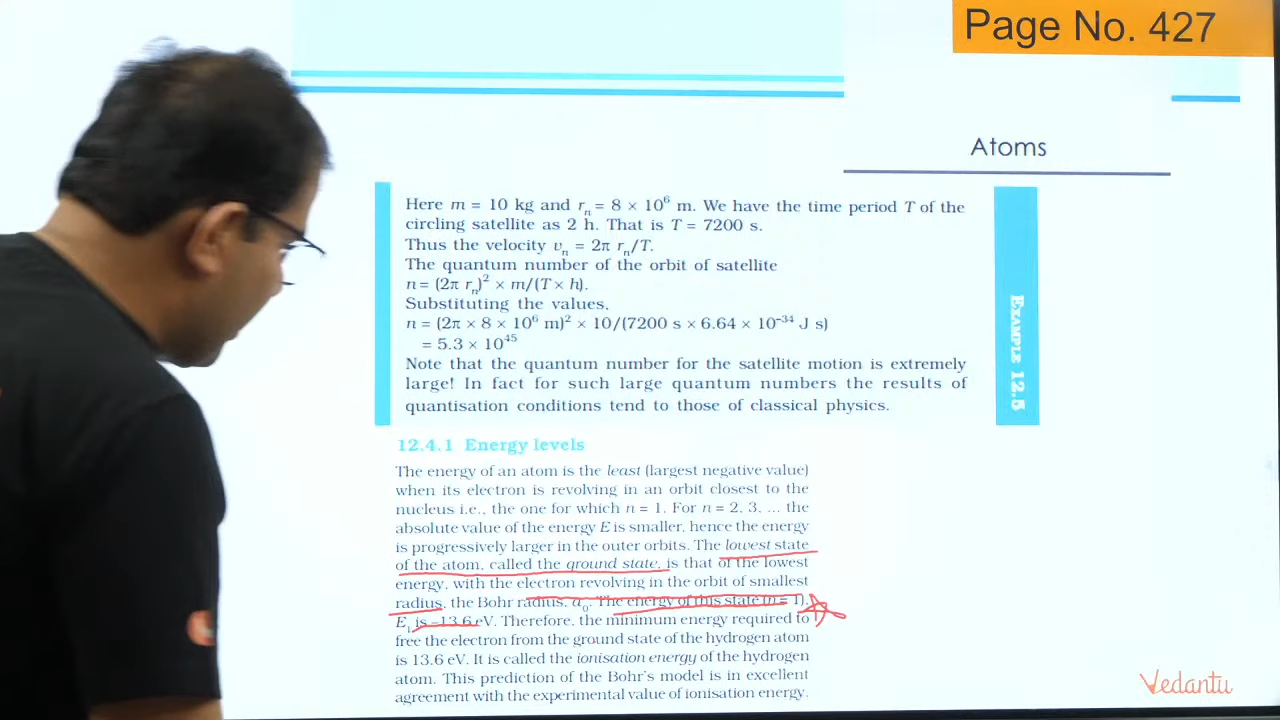 Page No. 427
Atoms
Here m = 10 kg and rₙ = 8 × 10⁶ m. We have the time period T of the
circling satellite as 2 h. That is T = 7200 s.
Thus the velocity vₙ = 2π rₙ/T.
The quantum number of the orbit of satellite
n = (2π rₙ)² × m/(T × h).
Substituting the values,
n = (2π × 8 × 10⁶ m)² × 10/(7200 s × 6.64 × 10⁻³⁴ J s)
= 5.3 × 10⁴⁵
Note that the quantum number for the satellite motion is extremely
large! In fact for such large quantum numbers the results of
quantisation conditions tend to those of classical physics.
EXAMPLE 12.5
12.4.1 Energy levels
The energy of an atom is the least (largest negative value)
when its electron is revolving in an orbit closest to the
nucleus i.e., the one for which n = 1. For n = 2, 3, ... the
absolute value of the energy E is smaller, hence the energy
is progressively larger in the outer orbits. The lowest state
of the atom, called the ground state, is that of the lowest
energy, with the electron revolving in the orbit of smallest
radius, the Bohr radius, a₀. The energy of this state (n = 1),
E₁ is –13.6 eV. Therefore, the minimum energy required to
free the electron from the ground state of the hydrogen atom
is 13.6 eV. It is called the ionisation energy of the hydrogen
atom. This prediction of the Bohr's model is in excellent
agreement with the experimental value of ionisation energy.
Vedantu